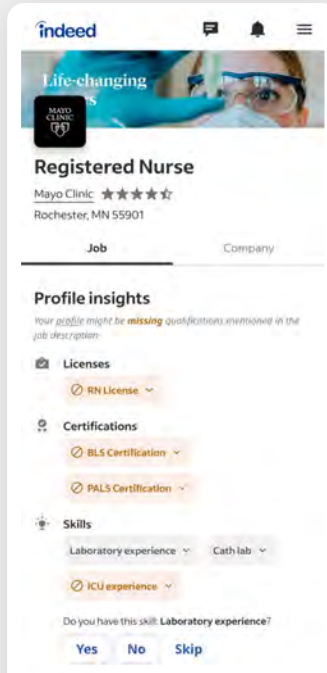 indeed
Life-changing
MAYO
CLINIC
Registered Nurse
Mayo Clinic
Rochester, MN 55901
Job Company
Profile insights
Your profile might be missing qualifications mentioned in the
job description
Licenses
RN License
Certifications
BLS Certification
PALS Certification
Skills
Laboratory experience Cath lab
ICU experience
Do you have this skill: Laboratory experience?
Yes No Skip